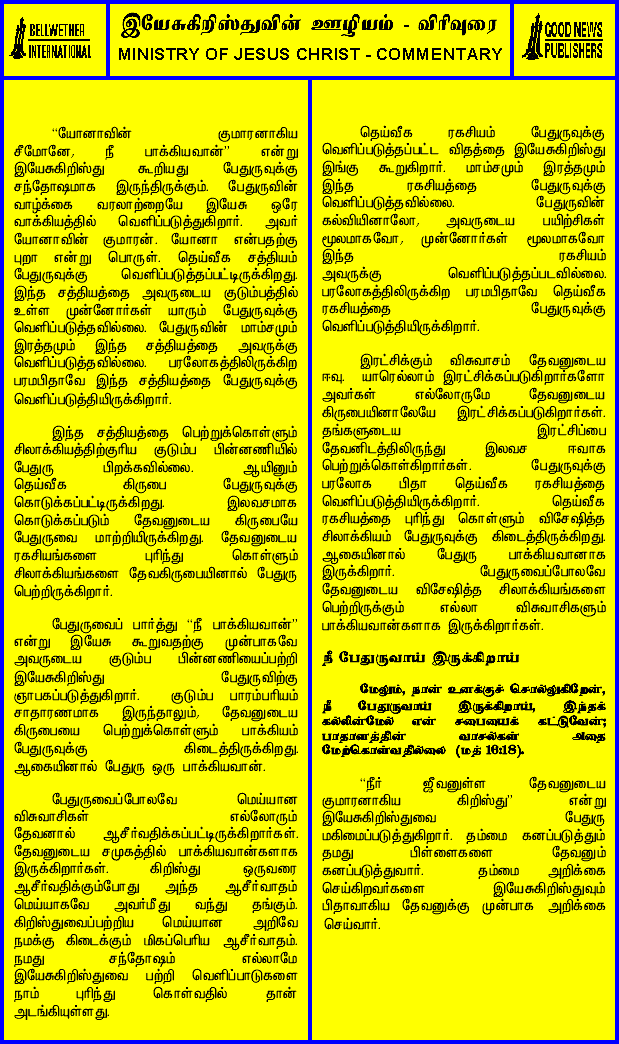 BELLWETHER
INTERNATIONAL
இயேசுகிறிஸ்துவின் ஊழியம் - விரிவுரை
MINISTRY OF JESUS CHRIST - COMMENTARY
GOOD NEWS
PUBLISHERS
“யோனாவின் குமாரனாகிய
சீமோனே, நீ பாக்கியவான்” என்று
இயேசுகிறிஸ்து கூறியது பேதுருவுக்கு
சந்தோஷமாக இருந்திருக்கும். பேதுருவின்
வாழ்க்கை வரலாற்றையே இயேசு ஒரே
வாக்கியத்தில் வெளிப்படுத்துகிறார். அவர்
யோனாவின் குமாரன். யோனா என்பதற்கு
புறா என்று பொருள். தெய்வீக சத்தியம்
பேதுருவுக்கு வெளிப்படுத்தப்பட்டிருக்கிறது.
இந்த சத்தியத்தை அவருடைய குடும்பத்தில்
உள்ள முன்னோர்கள் யாரும் பேதுருவுக்கு
வெளிப்படுத்தவில்லை. பேதுருவின் மாம்சமும்
இரத்தமும் இந்த சத்தியத்தை அவருக்கு
வெளிப்படுத்தவில்லை. பரலோகத்திலிருக்கிற
பரமபிதாவே இந்த சத்தியத்தை பேதுருவுக்கு
வெளிப்படுத்தியிருக்கிறார்.
இந்த சத்தியத்தை பெற்றுக்கொள்ளும்
சிலாக்கியத்திற்குரிய குடும்ப பின்னணியில்
பேதுரு பிறக்கவில்லை. ஆயினும்
தெய்வீக கிருபை பேதுருவுக்கு
கொடுக்கப்பட்டிருக்கிறது. இலவசமாக
கொடுக்கப்படும் தேவனுடைய கிருபையே
பேதுருவை மாற்றியிருக்கிறது. தேவனுடைய
ரகசியங்களை புரிந்து கொள்ளும்
சிலாக்கியங்களை தேவகிருபையினால் பேதுரு
பெற்றிருக்கிறார்.
பேதுருவைப் பார்த்து “நீ பாக்கியவான்”
என்று இயேசு கூறுவதற்கு முன்பாகவே
அவருடைய குடும்ப பின்னணியைப்பற்றி
இயேசுகிறிஸ்து பேதுருவிற்கு
ஞாபகப்படுத்துகிறார். குடும்ப பாரம்பரியம்
சாதாரணமாக இருந்தாலும், தேவனுடைய
கிருபையை பெற்றுக்கொள்ளும் பாக்கியம்
பேதுருவுக்கு கிடைத்திருக்கிறது.
ஆகையினால் பேதுரு ஒரு பாக்கியவான்.
பேதுருவைப்போலவே மெய்யான
விசுவாசிகள் எல்லோரும்
தேவனால் ஆசீர்வதிக்கப்பட்டிருக்கிறார்கள்.
தேவனுடைய சமுகத்தில் பாக்கியவான்களாக
இருக்கிறார்கள். கிறிஸ்து ஒருவரை
ஆசீர்வதிக்கும்போது அந்த ஆசீர்வாதம்
மெய்யாகவே அவர்மீது வந்து தங்கும்.
கிறிஸ்துவைப்பற்றிய மெய்யான அறிவே
நமக்கு கிடைக்கும் மிகப்பெரிய ஆசீர்வாதம்.
நமது சந்தோஷம் எல்லாமே
இயேசுகிறிஸ்துவை பற்றி வெளிப்பாடுகளை
நாம் புரிந்து கொள்வதில் தான்
அடங்கியுள்ளது.
தெய்வீக ரகசியம் பேதுருவுக்கு
வெளிப்படுத்தப்பட்ட விதத்தை இயேசுகிறிஸ்து
இங்கு கூறுகிறார். மாம்சமும் இரத்தமும்
இந்த ரகசியத்தை பேதுருவுக்கு
வெளிப்படுத்தவில்லை. பேதுருவின்
கல்வியினாலோ, அவருடைய பயிற்சிகள்
மூலமாகவோ, முன்னோர்கள் மூலமாகவோ
இந்த ரகசியம்
அவருக்கு வெளிப்படுத்தப்படவில்லை.
பரலோகத்திலிருக்கிற பரமபிதாவே தெய்வீக
ரகசியத்தை பேதுருவுக்கு
வெளிப்படுத்தியிருக்கிறார்.
இரட்சிக்கும் விசுவாசம் தேவனுடைய
ஈவு. யாரெல்லாம் இரட்சிக்கப்படுகிறார்களோ
அவர்கள் எல்லோருமே தேவனுடைய
கிருபையினாலேயே இரட்சிக்கப்படுகிறார்கள்.
தங்களுடைய இரட்சிப்பை
தேவனிடத்திலிருந்து இலவச ஈவாக
பெற்றுக்கொள்கிறார்கள். பேதுருவுக்கு
பரலோக பிதா தெய்வீக ரகசியத்தை
வெளிப்படுத்தியிருக்கிறார். தெய்வீக
ரகசியத்தை புரிந்து கொள்ளும் விசேஷித்த
சிலாக்கியம் பேதுருவுக்கு கிடைத்திருக்கிறது.
ஆகையினால் பேதுரு பாக்கியவானாக
இருக்கிறார். பேதுருவைப்போலவே
தேவனுடைய விசேஷித்த சிலாக்கியங்களை
பெற்றிருக்கும் எல்லா விசுவாசிகளும்
பாக்கியவான்களாக இருக்கிறார்கள்.
நீ பேதுருவாய் இருக்கிறாய்
மேலும், நான் உனக்குச் சொல்லுகிறேன்,
நீ பேதுருவாய் இருக்கிறாய், இந்தக்
கல்லின்மேல் என் சபையைக் கட்டுவேன்;
பாதாளத்தின் வாசல்கள் அதை
மேற்கொள்வதில்லை (மத் 16:18).
“நீர் ஜீவனுள்ள தேவனுடைய
குமாரனாகிய கிறிஸ்து” என்று
இயேசுகிறிஸ்துவை பேதுரு
மகிமைப்படுத்துகிறார். தம்மை கனப்படுத்தும்
தமது பிள்ளைகளை தேவனும்
கனப்படுத்துவார். தம்மை அறிக்கை
செய்கிறவர்களை இயேசுகிறிஸ்துவும்
பிதாவாகிய தேவனுக்கு முன்பாக அறிக்கை
செய்வார்.